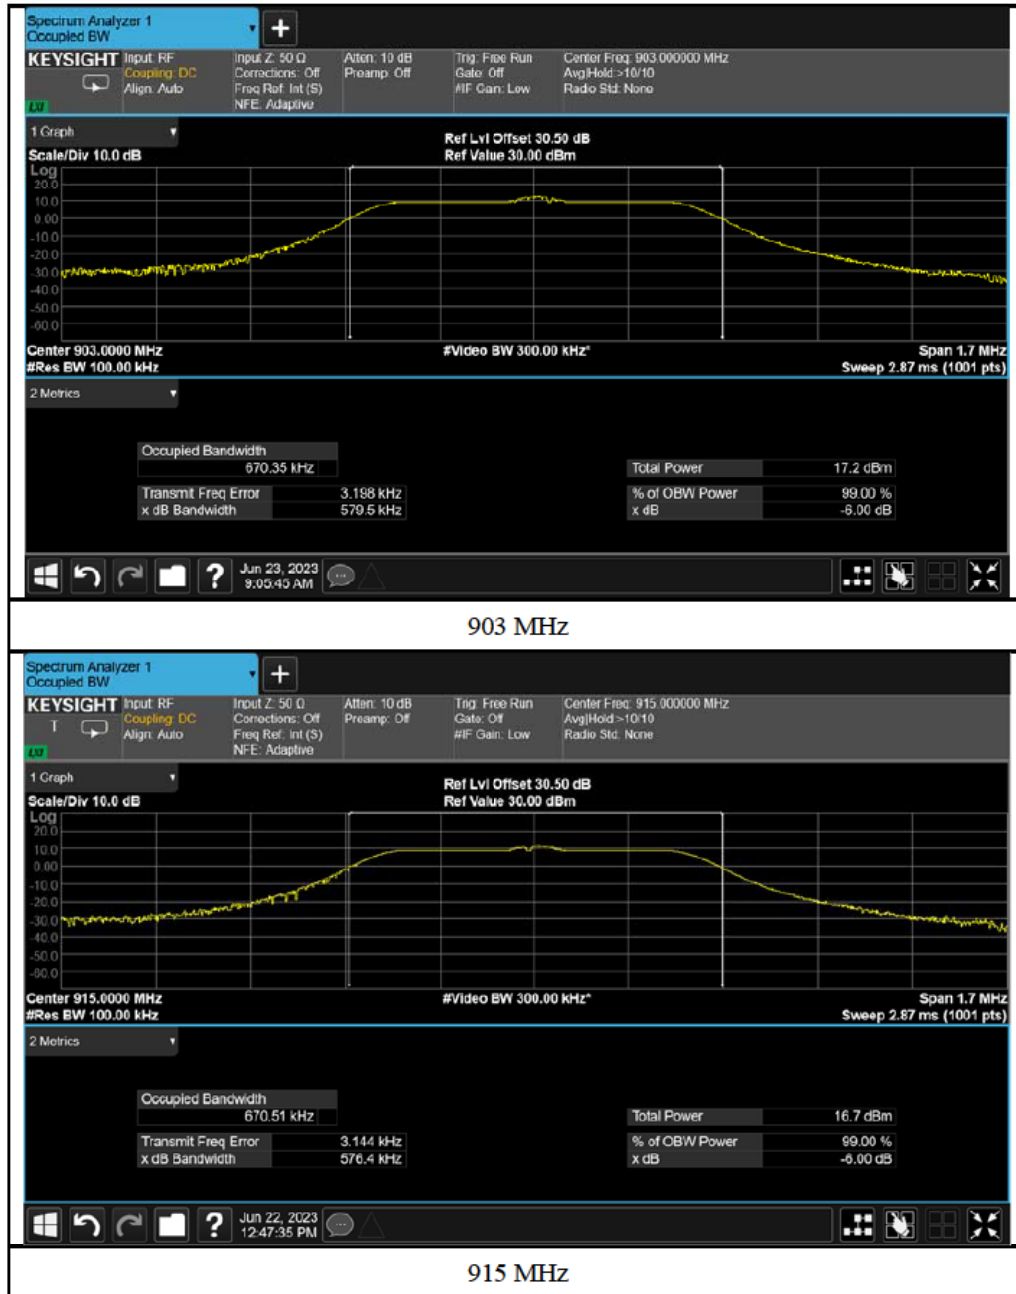 Spectrum Analyzer 1
Occupied BW
+
KEYSIGHT Input: RF Input Z: 50 Ω Atten: 10 dB Trig: Free Run Center Freq: 903.000000 MHz
Coupling: DC Corrections: Off Preamp: Off Gate: Off Avg|Hold:>10/10
Align: Auto Freq Ref: Int (S) #IF Gain: Low Radio Std: None
LXI NFE: Adaptive
1 Graph
Ref Lvl Offset 30.50 dB
Scale/Div 10.0 dB Ref Value 30.00 dBm
Log
20.0
10.0
0.00
-10.0
-20.0
-30.0
-40.0
-50.0
-60.0
Center 903.0000 MHz #Video BW 300.00 kHz* Span 1.7 MHz
#Res BW 100.00 kHz Sweep 2.87 ms (1001 pts)
2 Metrics
Occupied Bandwidth
670.35 kHz Total Power 17.2 dBm
Transmit Freq Error 3.198 kHz % of OBW Power 99.00 %
x dB Bandwidth 579.5 kHz x dB -6.00 dB
? Jun 23, 2023
9:05:45 AM
903 MHz
Spectrum Analyzer 1
Occupied BW
+
KEYSIGHT Input: RF Input Z: 50 Ω Atten: 10 dB Trig: Free Run Center Freq: 915.000000 MHz
T Coupling: DC Corrections: Off Preamp: Off Gate: Off Avg|Hold:>10/10
Align: Auto Freq Ref: Int (S) #IF Gain: Low Radio Std: None
LXI NFE: Adaptive
1 Graph
Ref Lvl Offset 30.50 dB
Scale/Div 10.0 dB Ref Value 30.00 dBm
Log
20.0
10.0
0.00
-10.0
-20.0
-30.0
-40.0
-50.0
-60.0
Center 915.0000 MHz #Video BW 300.00 kHz* Span 1.7 MHz
#Res BW 100.00 kHz Sweep 2.87 ms (1001 pts)
2 Metrics
Occupied Bandwidth
670.51 kHz Total Power 16.7 dBm
Transmit Freq Error 3.144 kHz % of OBW Power 99.00 %
x dB Bandwidth 576.4 kHz x dB -6.00 dB
? Jun 22, 2023
12:47:35 PM
915 MHz